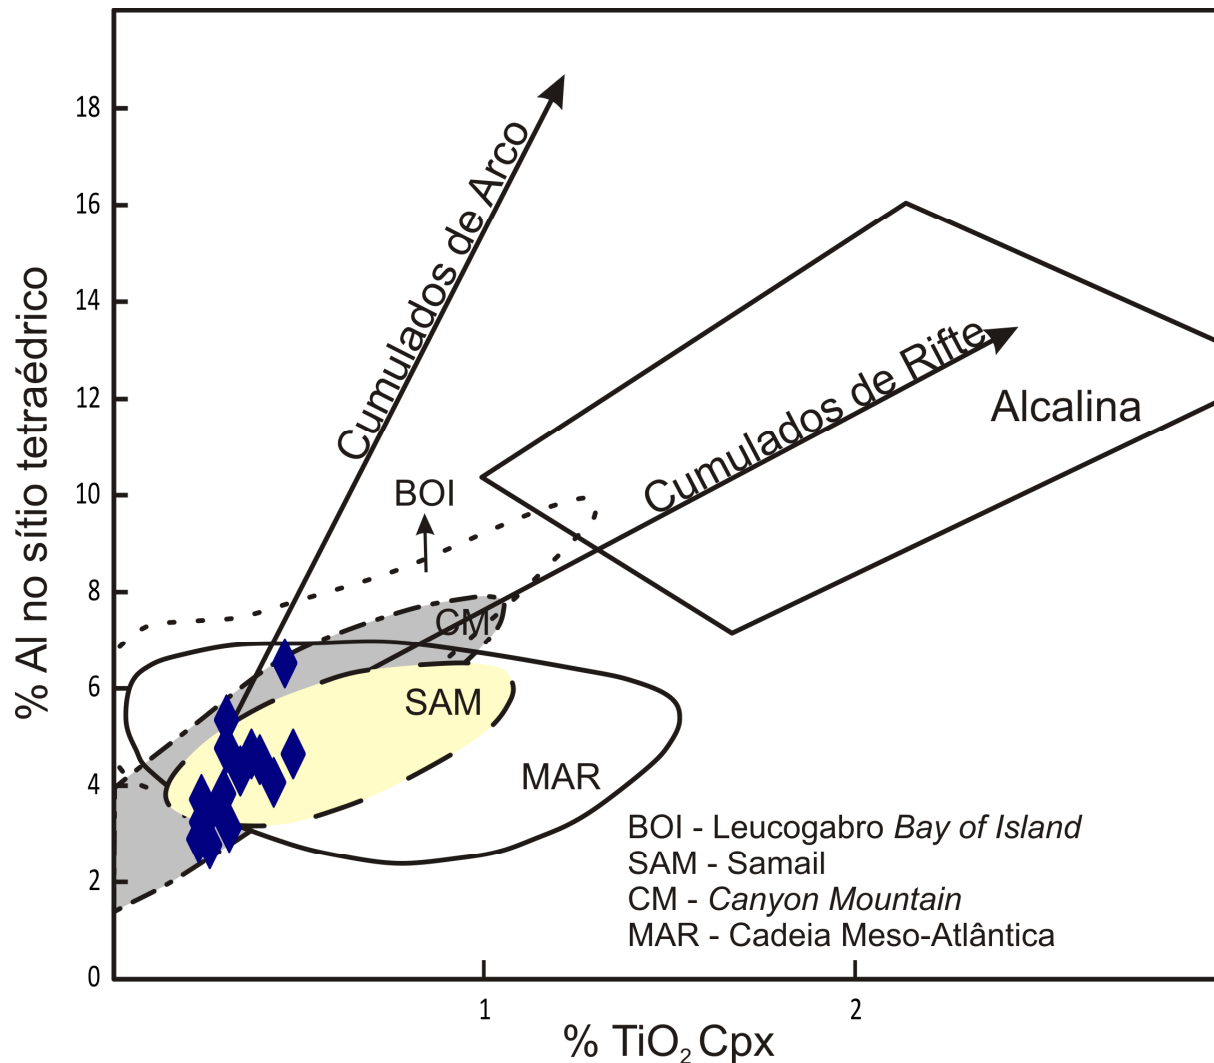 18
16
14
12
10
8
6
4
2
0
% Al no sítio tetraédrico
Cumulados de Arco
Cumulados de Rifte
Alcalina
BOI
CM
SAM
MAR
BOI - Leucogabro Bay of Island
SAM - Samail
CM - Canyon Mountain
MAR - Cadeia Meso-Atlântica
1
2
% TiO₂ Cpx